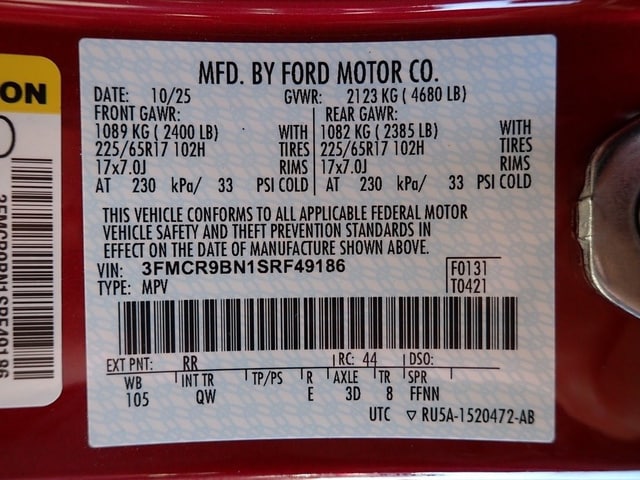 MFD. BY FORD MOTOR CO.
DATE: 10/25 GVWR: 2123 KG ( 4680 LB)
FRONT GAWR: REAR GAWR:
1089 KG ( 2400 LB) WITH 1082 KG ( 2385 LB) WITH
225/65R17 102H TIRES 225/65R17 102H TIRES
17x7.0J RIMS 17x7.0J RIMS
AT 230 kPa/ 33 PSI COLD AT 230 kPa/ 33 PSI COLD
THIS VEHICLE CONFORMS TO ALL APPLICABLE FEDERAL MOTOR
VEHICLE SAFETY AND THEFT PREVENTION STANDARDS IN
EFFECT ON THE DATE OF MANUFACTURE SHOWN ABOVE.
VIN: 3FMCR9BN1SRF49186 F0131
TYPE: MPV T0421
EXT PNT: RR RC: 44 DSO:
WB INT TR TP/PS R AXLE TR SPR
105 QW E 3D 8 FFNN
UTC ▽ RU5A-1520472-AB
ON
3FMCR9BN1SRF49186